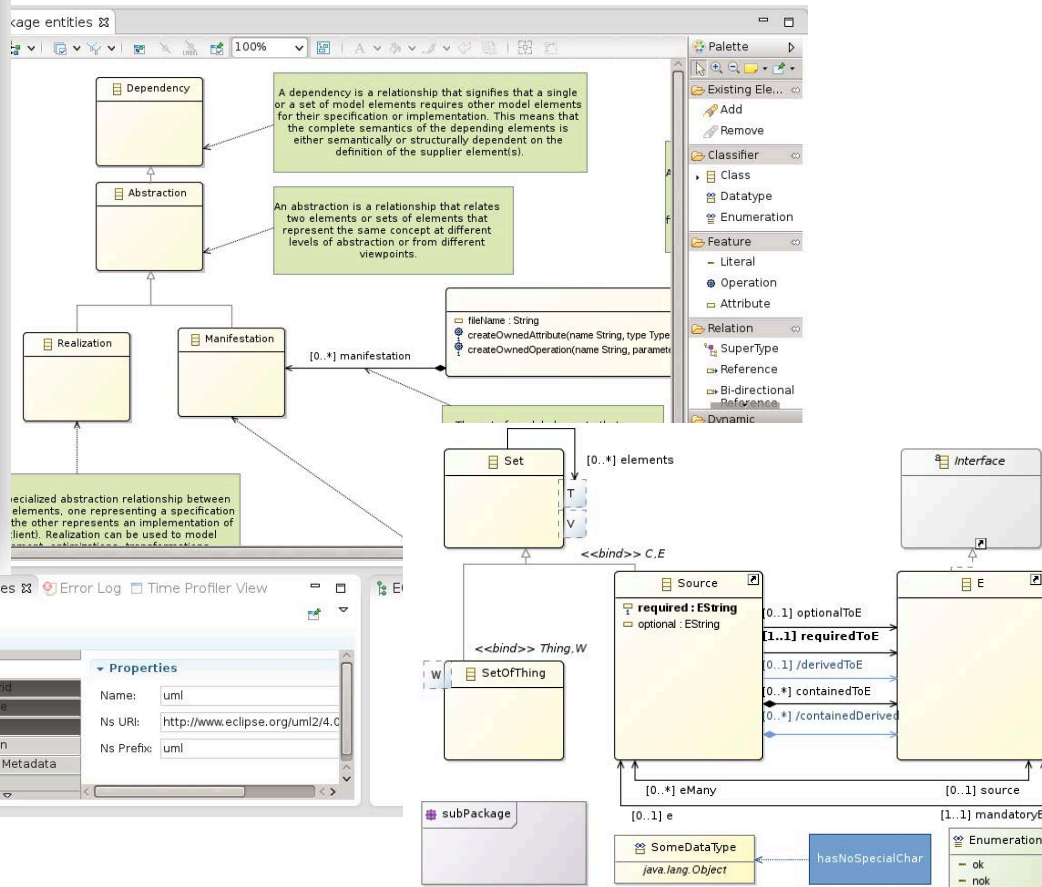 kage entities
100%
Palette
Dependency
A dependency is a relationship that signifies that a single
or a set of model elements requires other model elements
for their specification or implementation. This means that
the complete semantics of the depending elements is
either semantically or structurally dependent on the
definition of the supplier element(s).
Abstraction
An abstraction is a relationship that relates
two elements or sets of elements that
represent the same concept at different
levels of abstraction or from different
viewpoints.
Realization
Manifestation
[0..*] manifestation
fileName : String
createOwnedAttribute(name String, type Type
createOwnedOperation(name String, paramete
Existing Ele...
Add
Remove
Classifier
Class
Datatype
Enumeration
Feature
Literal
Operation
Attribute
Relation
SuperType
Reference
Bi-directional
Reference
Dynamic
ecialized abstraction relationship between
elements, one representing a specification
the other represents an implementation of
client). Realization can be used to model
es
Error Log
Time Profiler View
Properties
Name:
uml
Ns URI:
http://www.eclipse.org/uml2/4.0
Ns Prefix:
uml
n
Metadata
Set
[0..*] elements
T
V
<<bind>> C,E
<<bind>> Thing,W
W
SetOfThing
Interface
Source
required : EString
optional : EString
E
[0..1] optionalToE
[1..1] requiredToE
[0..1] /derivedToE
[0..*] containedToE
[0..*] /containedDerived
[0..*] eMany
[0..1] source
[0..1] e
[1..1] mandatoryE
subPackage
SomeDataType
java.lang.Object
hasNoSpecialChar
Enumeration
ok
nok